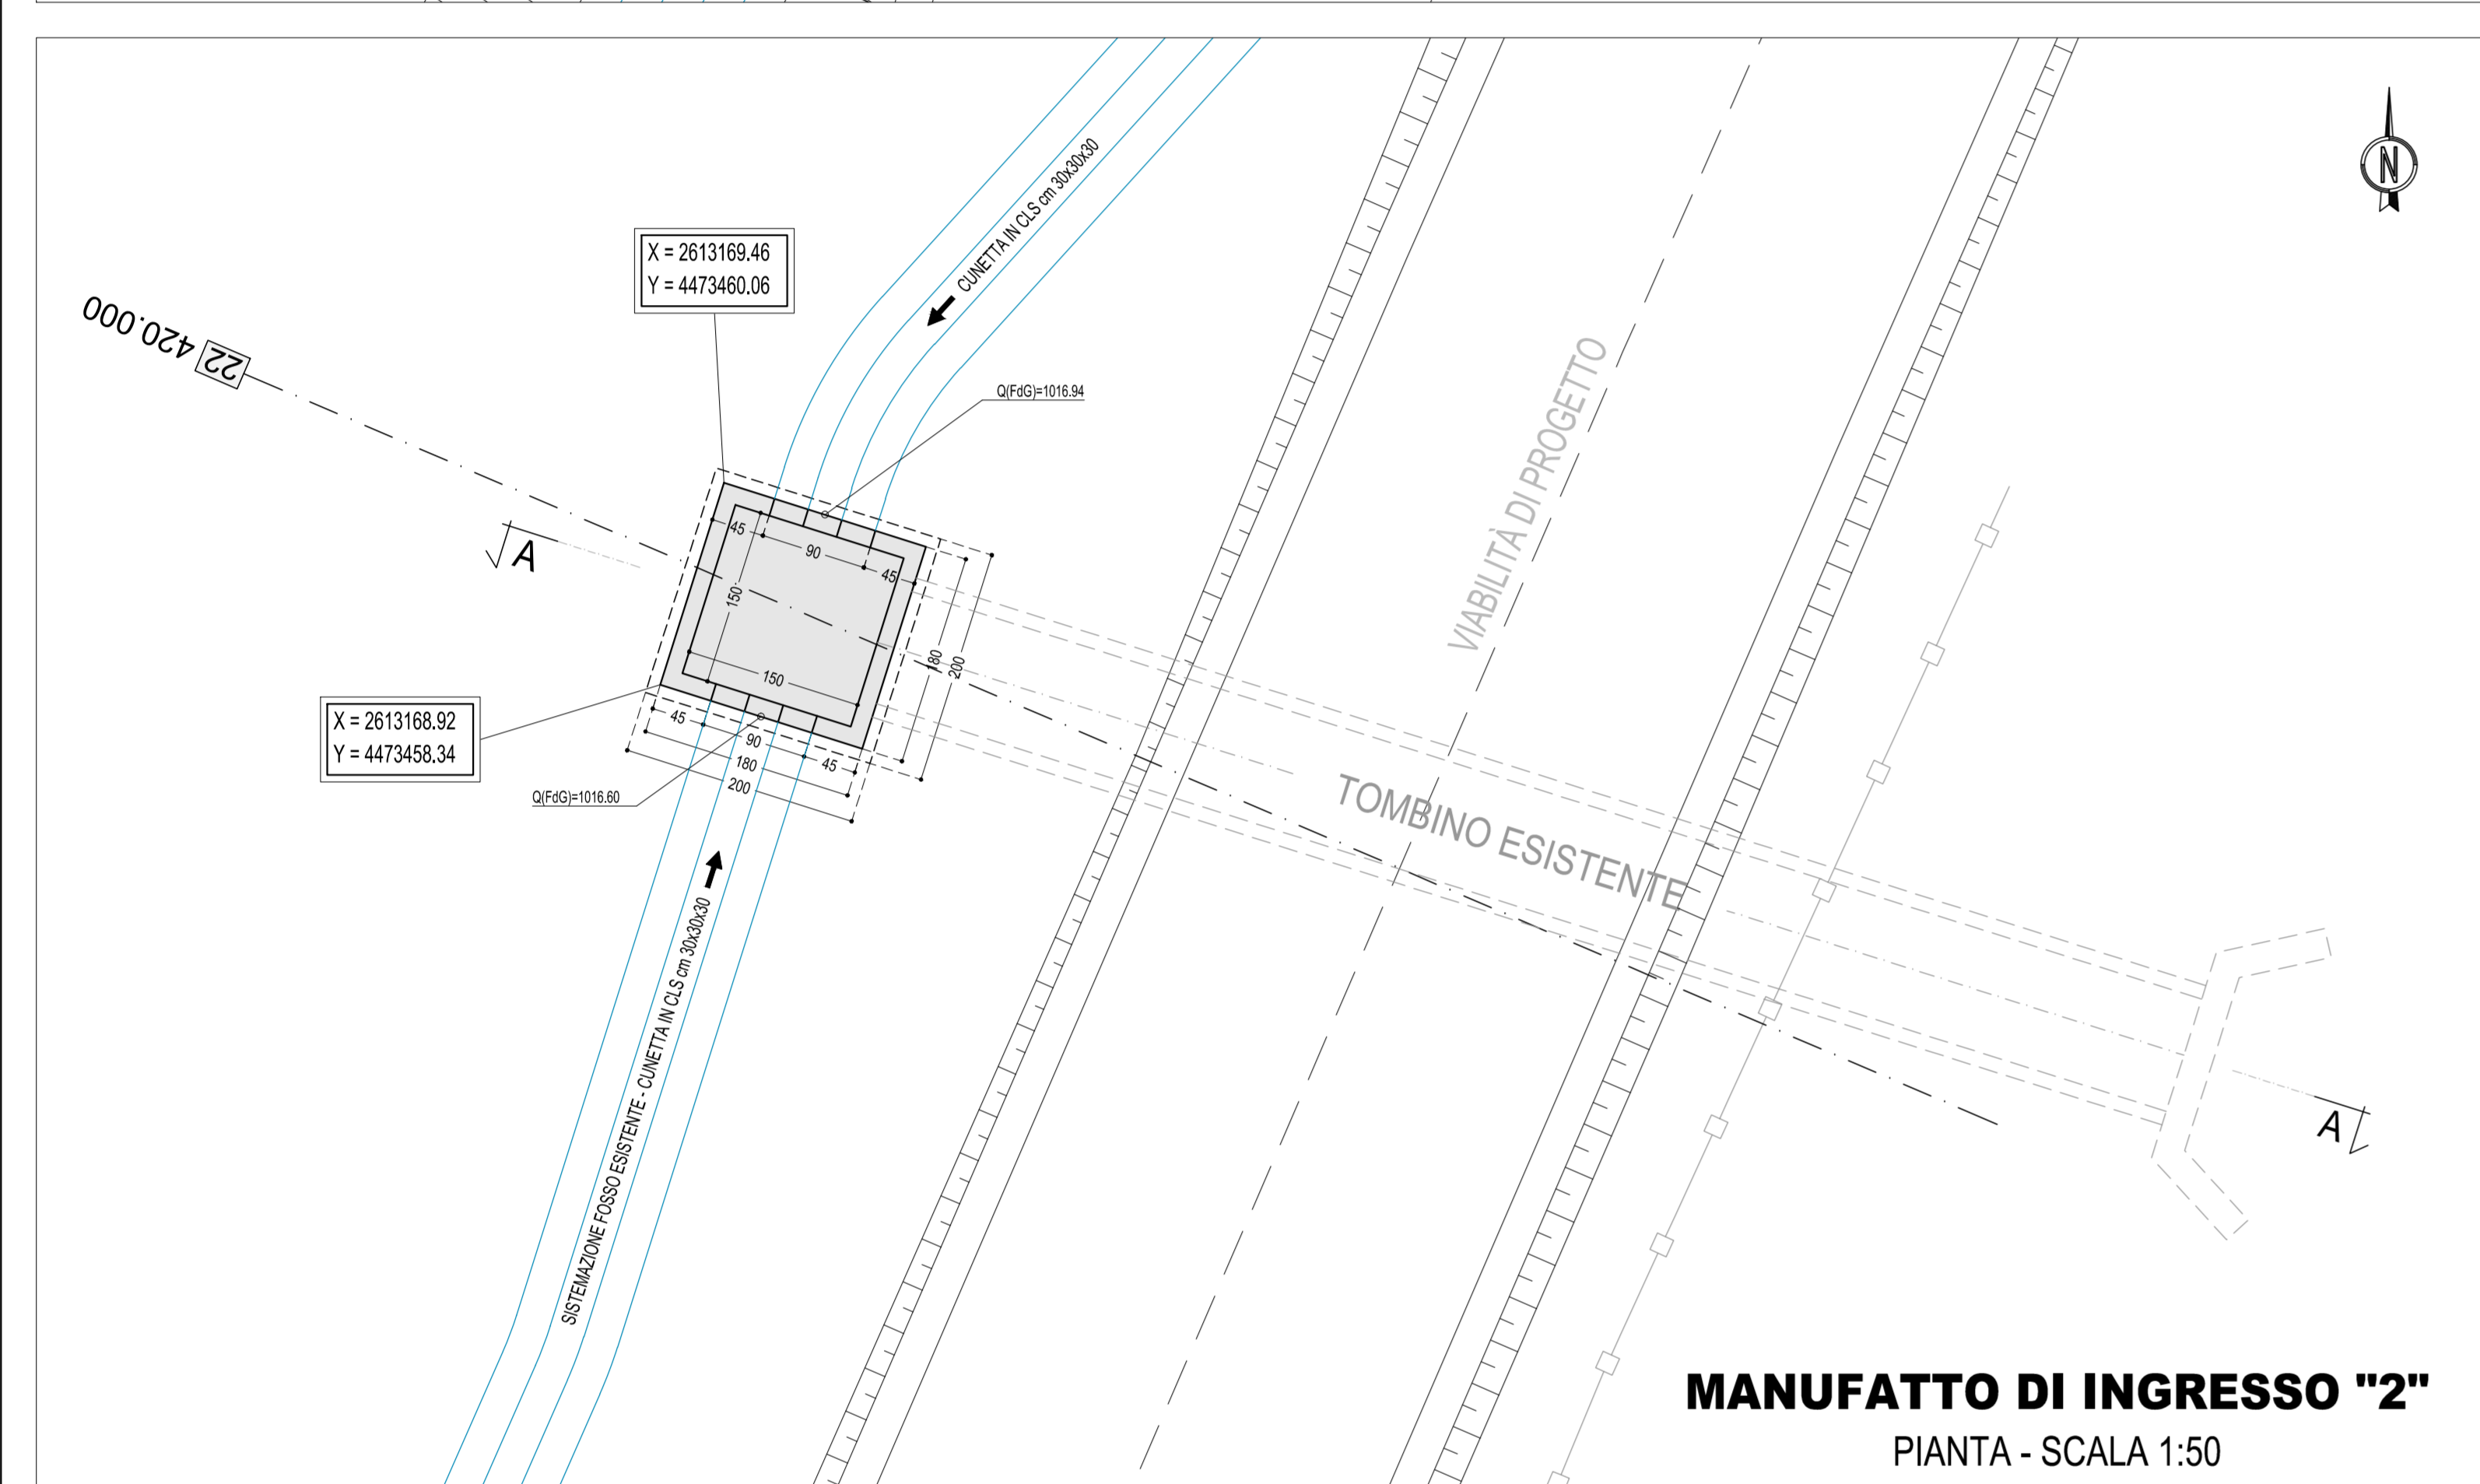 N
CUNETTA IN CLS cm 30x30x30
X = 2613169.46
Y = 4473460.06
22 420.000
Q(FdG)=1016.94
VIABILITÀ DI PROGETTO
A
45
90
45
150
150
180
200
X = 2613168.92
Y = 4473458.34
45
90
45
180
200
Q(FdG)=1016.60
TOMBINO ESISTENTE
SISTEMAZIONE FOSSO ESISTENTE - CUNETTA IN CLS cm 30x30x30
A
MANUFATTO DI INGRESSO "2"
PIANTA - SCALA 1:50